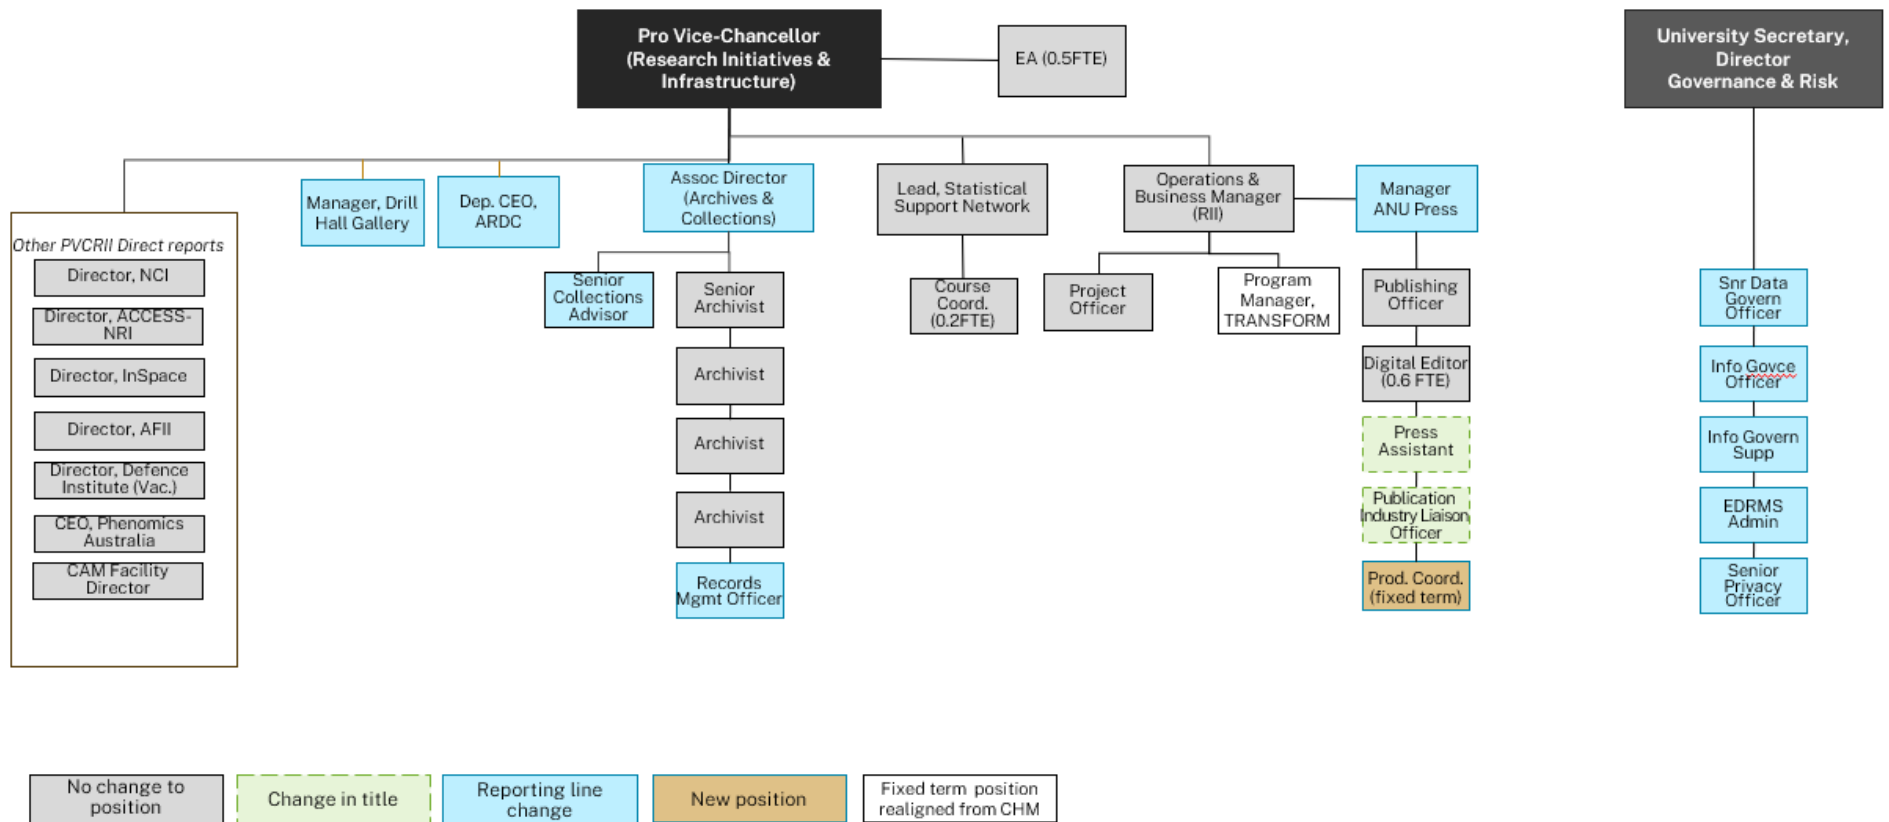 Pro Vice-Chancellor
(Research Initiatives &
Infrastructure)
EA (0.5FTE)
University Secretary,
Director
Governance & Risk
Other PVCRII Direct reports
Director, NCI
Director, ACCESS-
NRI
Director, InSpace
Director, AFII
Director, Defence
Institute (Vac.)
CEO, Phenomics
Australia
CAM Facility
Director
Manager, Drill
Hall Gallery
Dep. CEO,
ARDC
Assoc Director
(Archives &
Collections)
Senior
Collections
Advisor
Senior
Archivist
Archivist
Archivist
Archivist
Records
Mgmt Officer
Lead, Statistical
Support Network
Course
Coord.
(0.2FTE)
Operations &
Business Manager
(RII)
Project
Officer
Program
Manager,
TRANSFORM
Manager
ANU Press
Publishing
Officer
Digital Editor
(0.6 FTE)
Press
Assistant
Publication
Industry Liaison
Officer
Prod. Coord.
(fixed term)
Snr Data
Govern
Officer
Info Govce
Officer
Info Govern
Supp
EDRMS
Admin
Senior
Privacy
Officer
No change to
position
Change in title
Reporting line
change
New position
Fixed term position
realigned from CHM